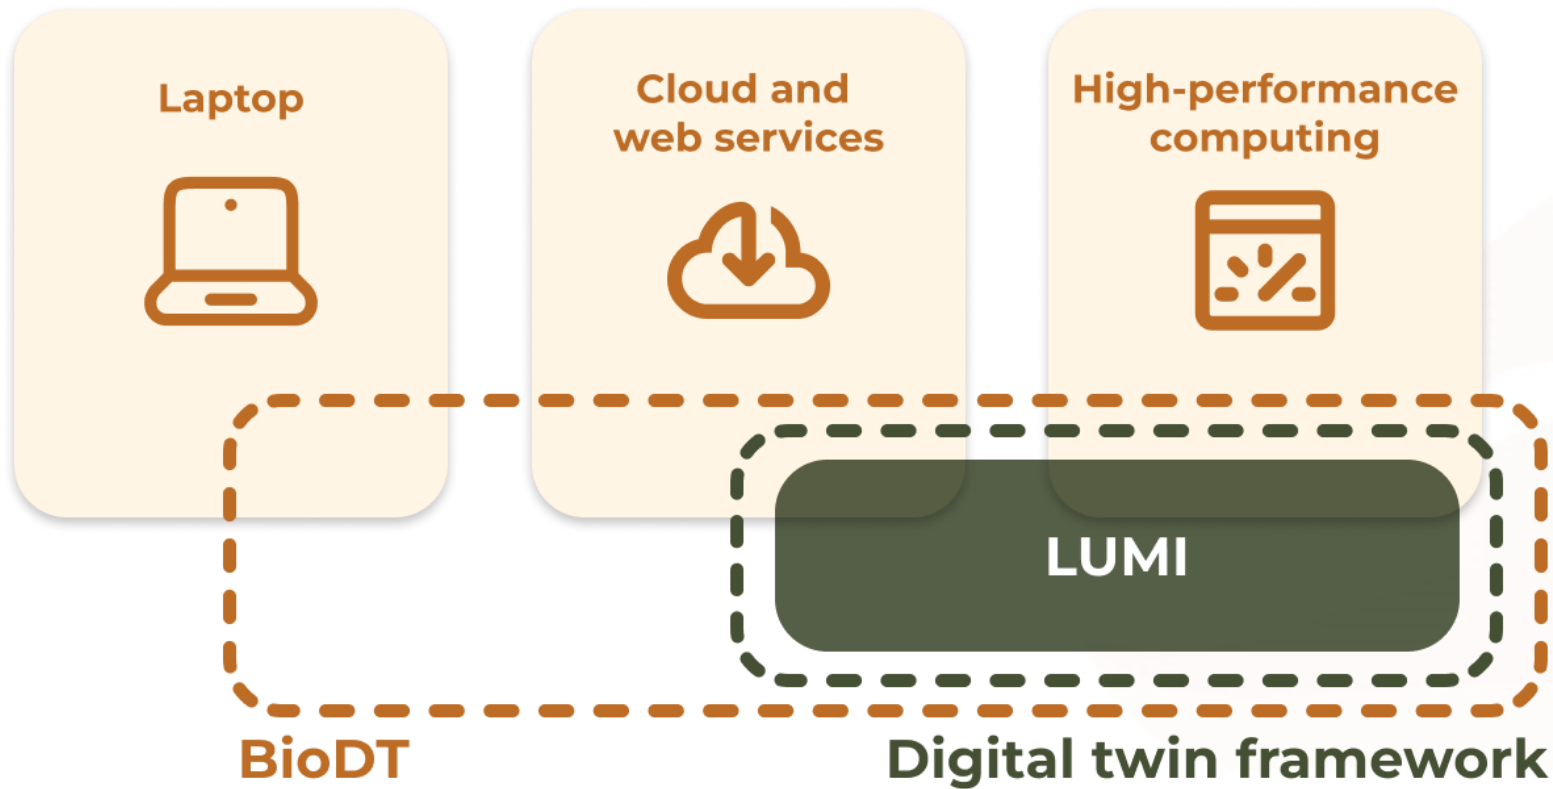 Laptop
Cloud and
web services
High-performance
computing
LUMI
BioDT
Digital twin framework